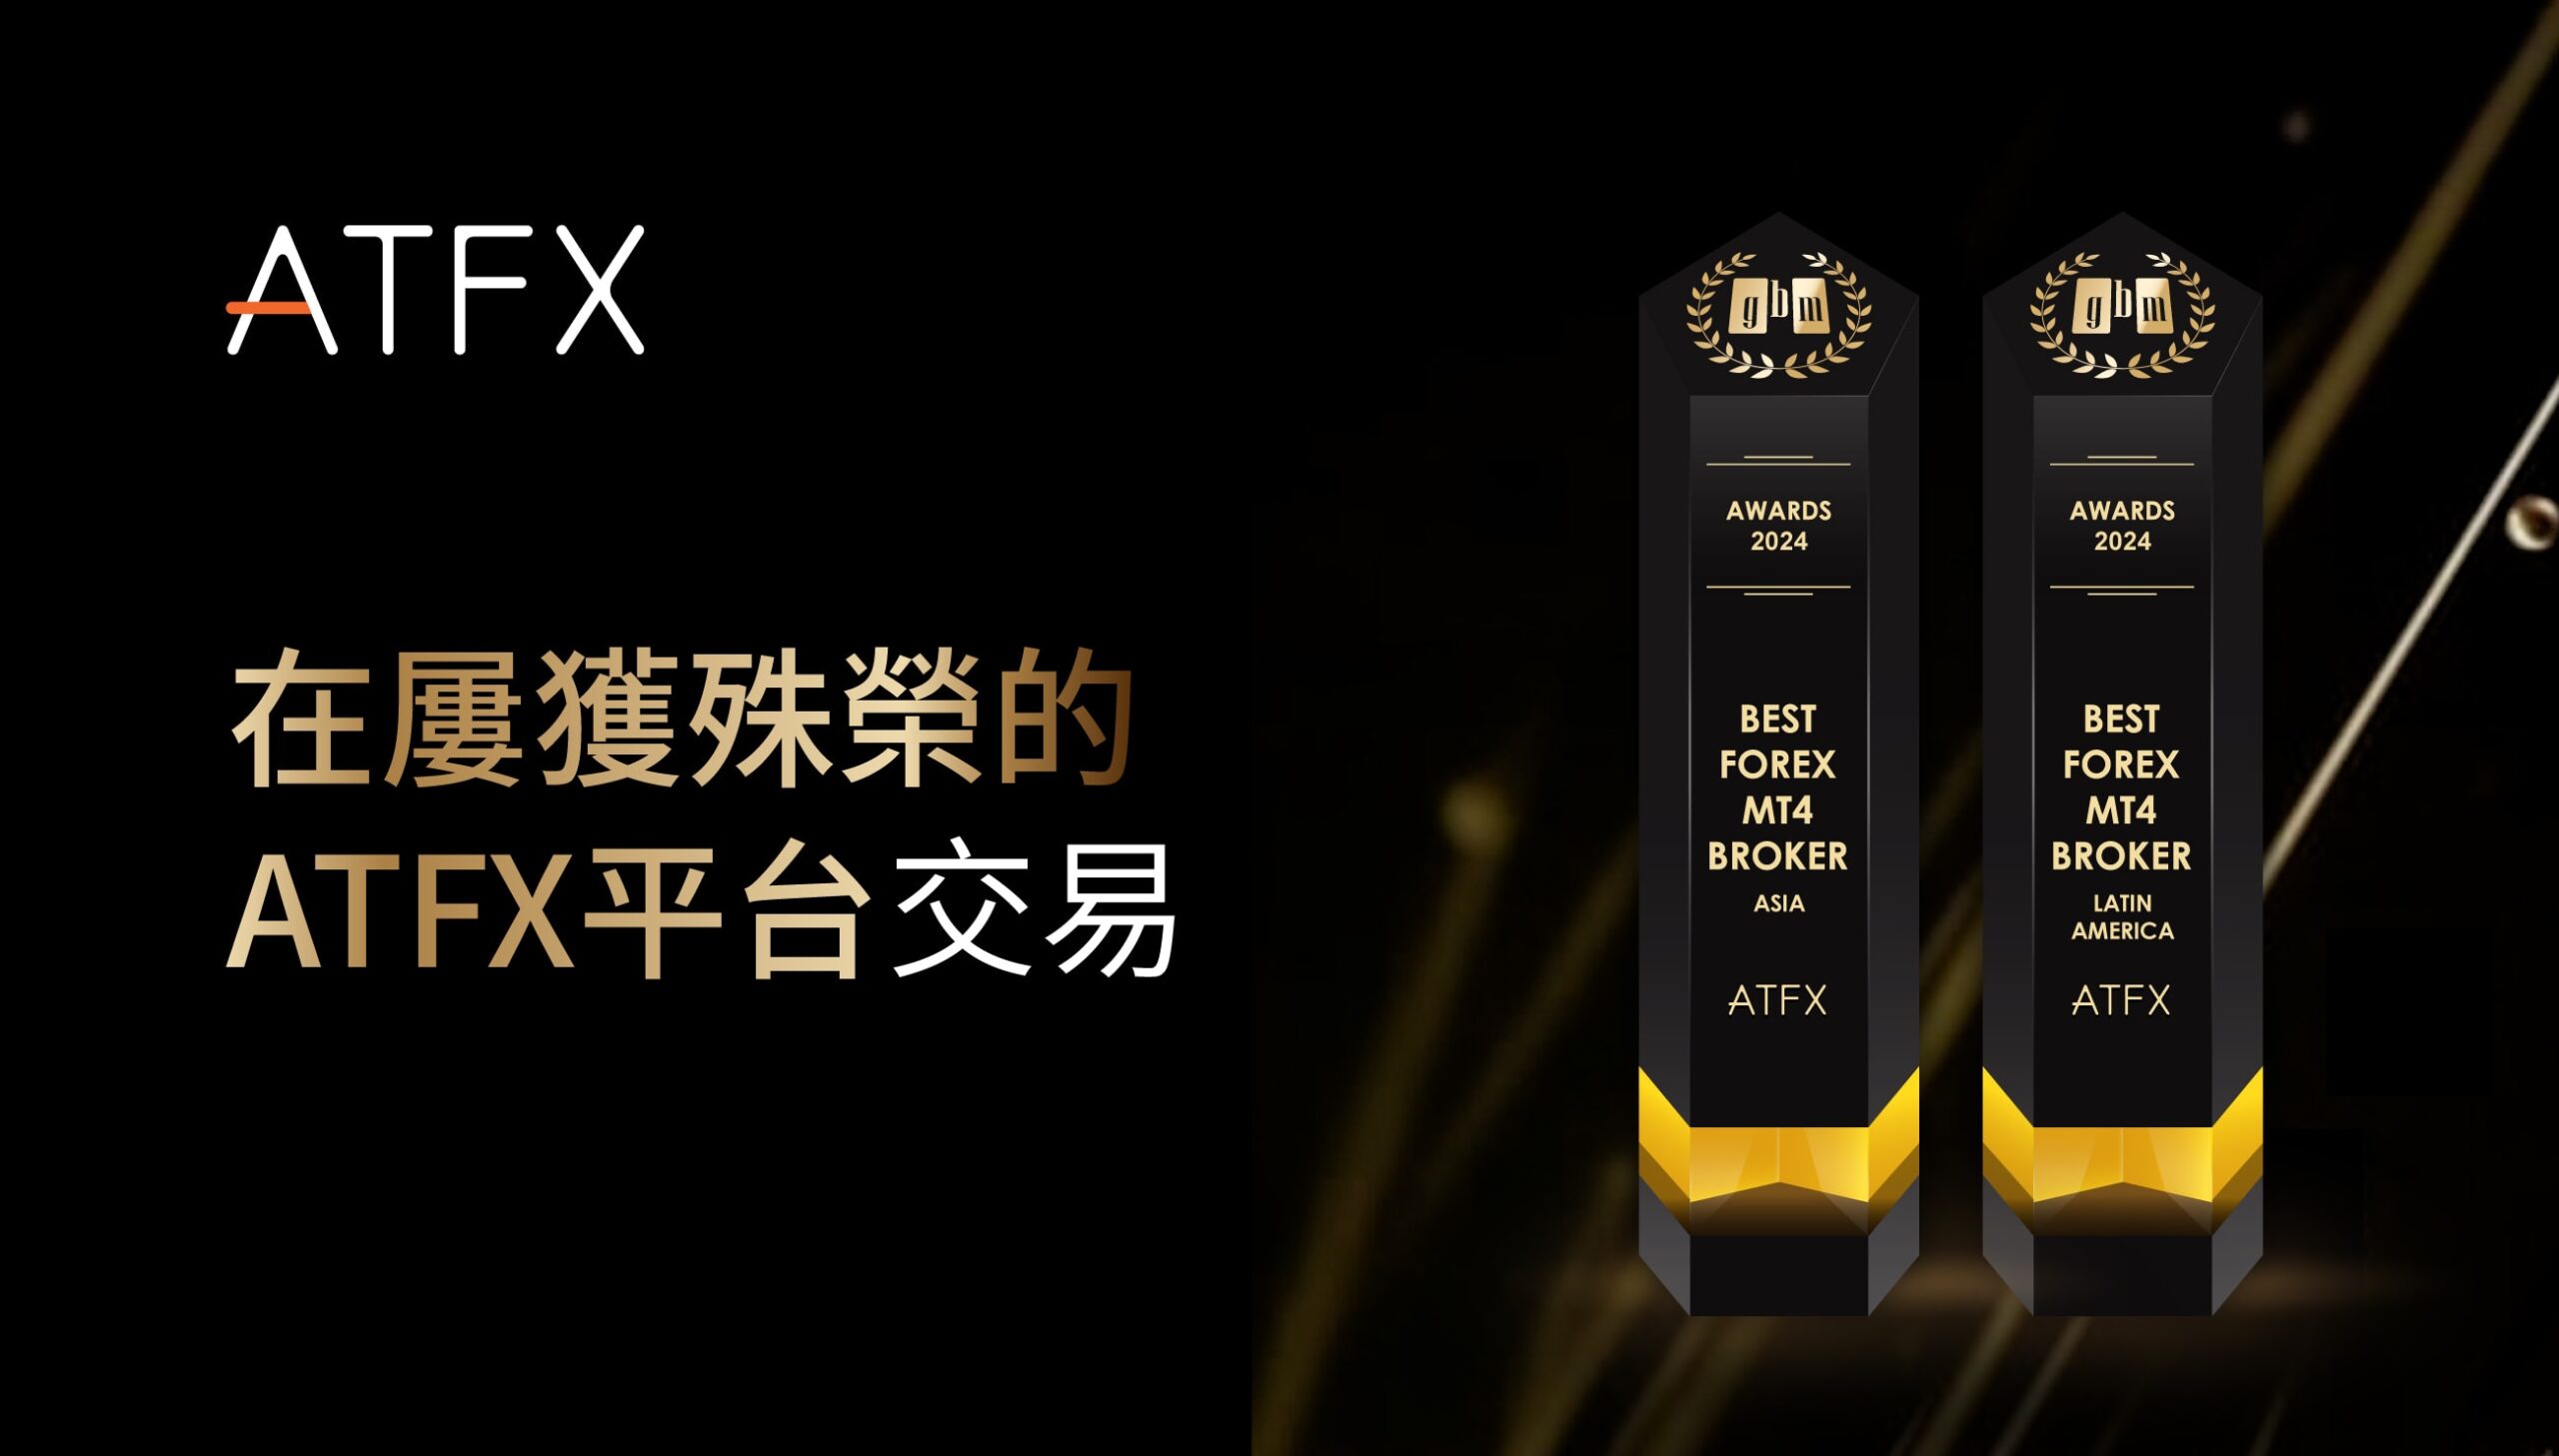 ATFX
在屢獲殊榮的
ATFX平台交易
gbm
AWARDS
2024
BEST
FOREX
MT4
BROKER
ASIA
ATFX
gbm
AWARDS
2024
BEST
FOREX
MT4
BROKER
LATIN
AMERICA
ATFX